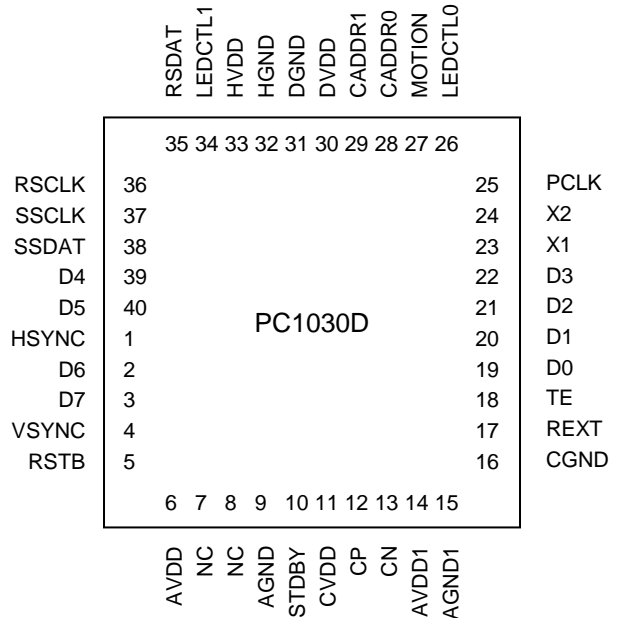 RSDAT LEDCTL1 HVDD HGND DGND DVDD CADDR1 CADDR0 MOTION LEDCTL0
35 34 33 32 31 30 29 28 27 26
RSCLK 36 25 PCLK
SSCLK 37 24 X2
SSDAT 38 23 X1
D4 39 22 D3
D5 40 21 D2
PC1030D
HSYNC 1 20 D1
D6 2 19 D0
D7 3 18 TE
VSYNC 4 17 REXT
RSTB 5 16 CGND
6 7 8 9 10 11 12 13 14 15
AVDD NC NC AGND STDBY CVDD CP CN AVDD1 AGND1